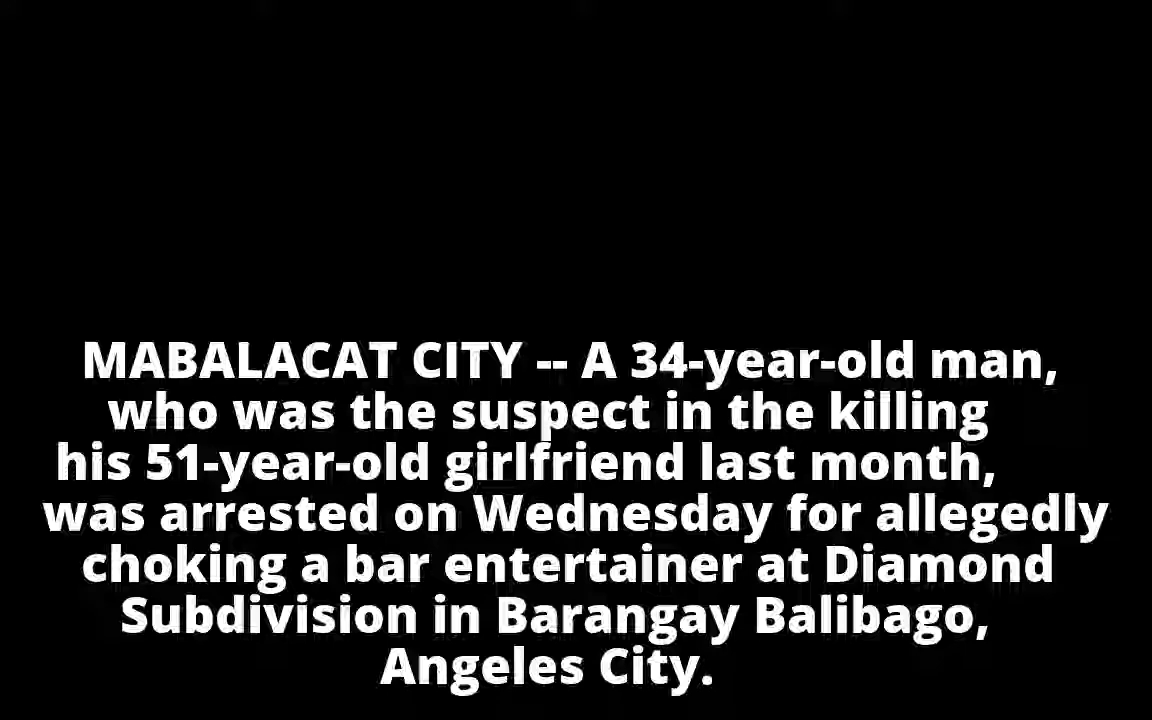 MABALACAT CITY -- A 34-year-old man,
who was the suspect in the killing
his 51-year-old girlfriend last month,
was arrested on Wednesday for allegedly
choking a bar entertainer at Diamond
Subdivision in Barangay Balibago,
Angeles City.